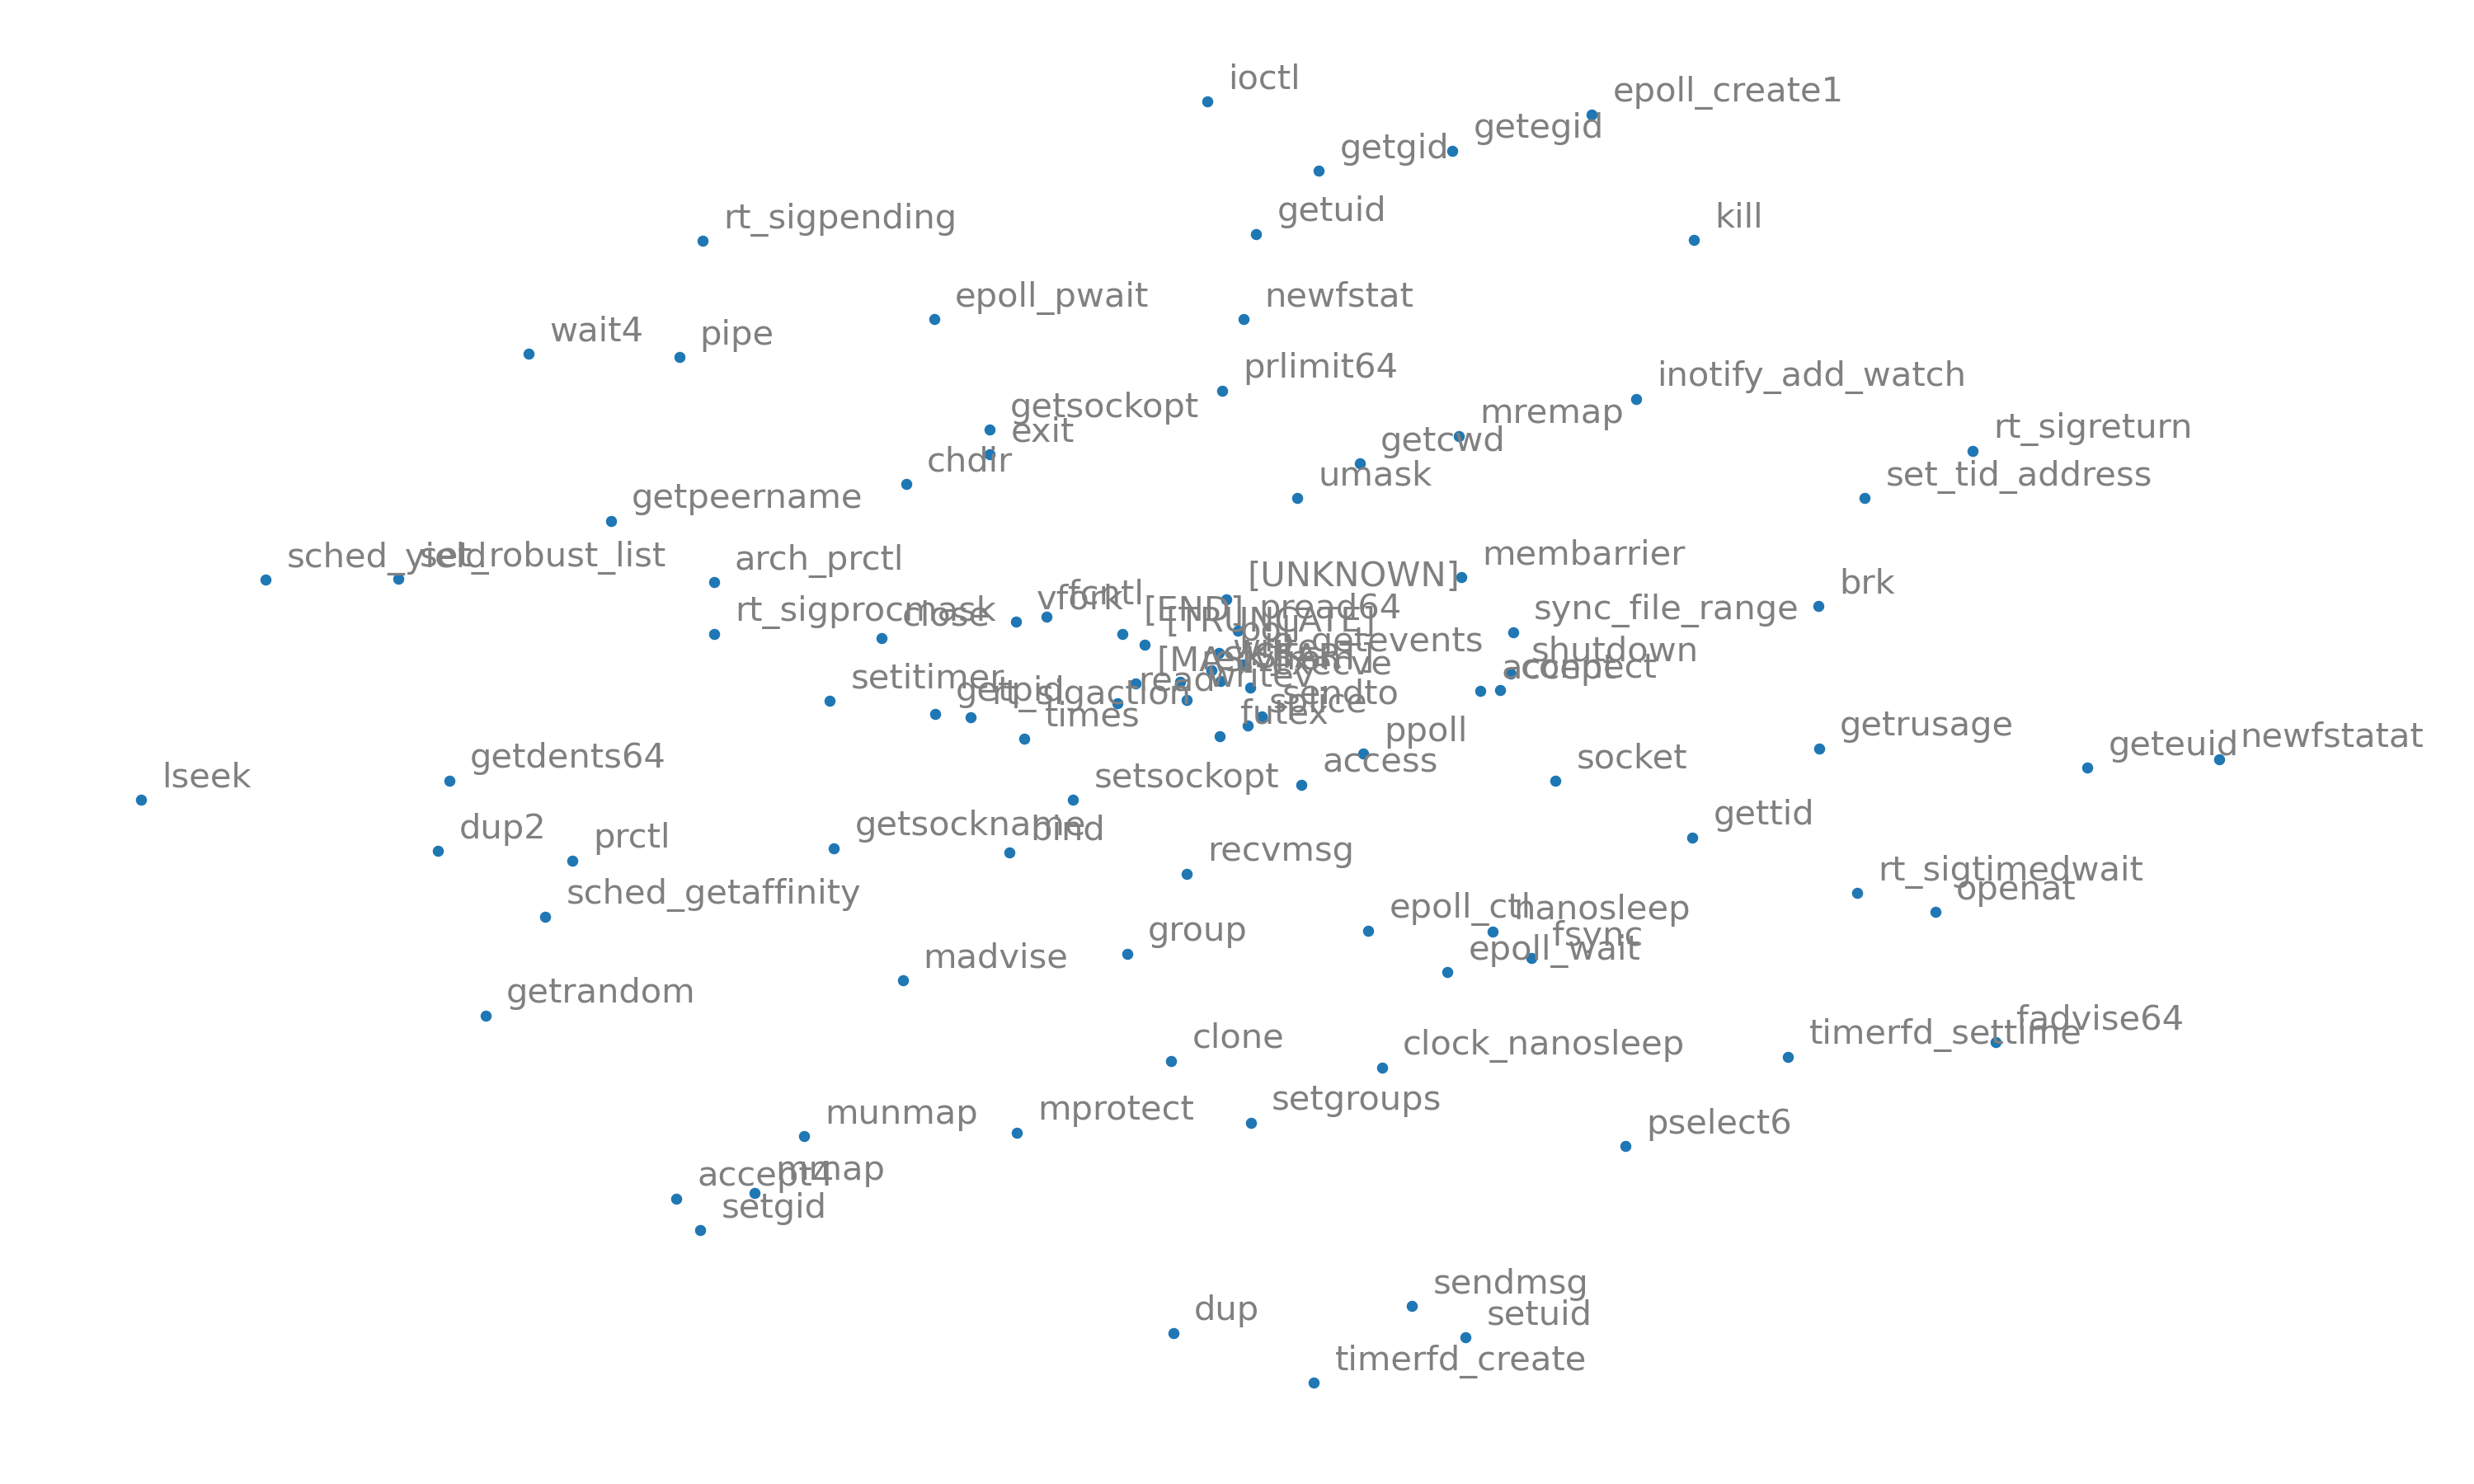 ioctl
epoll_create1
getegid
getgid
getuid
rt_sigpending
kill
epoll_pwait
newfstat
wait4
pipe
prlimit64
inotify_add_watch
getsockopt
mremap
exit
getcwd
rt_sigreturn
chdir
umask
set_tid_address
getpeername
sched_yield
set_robust_list
arch_prctl
membarrier
[UNKNOWN]
brk
vfork
fcntl
[END]
pread64
rt_sigprocmask
close
sync_file_range
[TRUNCATE]
shutdown
accept
connect
setitimer
read
writev
getpid
rt_sigaction
sendto
splice
times
futex
ppoll
getrusage
geteuid
newfstatat
getdents64
lseek
setsockopt
access
socket
dup2
prctl
getsockname
bind
gettid
recvmsg
rt_sigtimedwait
openat
sched_getaffinity
epoll_ctl
nanosleep
group
fsync
epoll_wait
madvise
getrandom
fadvise64
timerfd_settime
clone
clock_nanosleep
munmap
mprotect
setgroups
pselect6
accept4
mmap
setgid
sendmsg
dup
setuid
timerfd_create